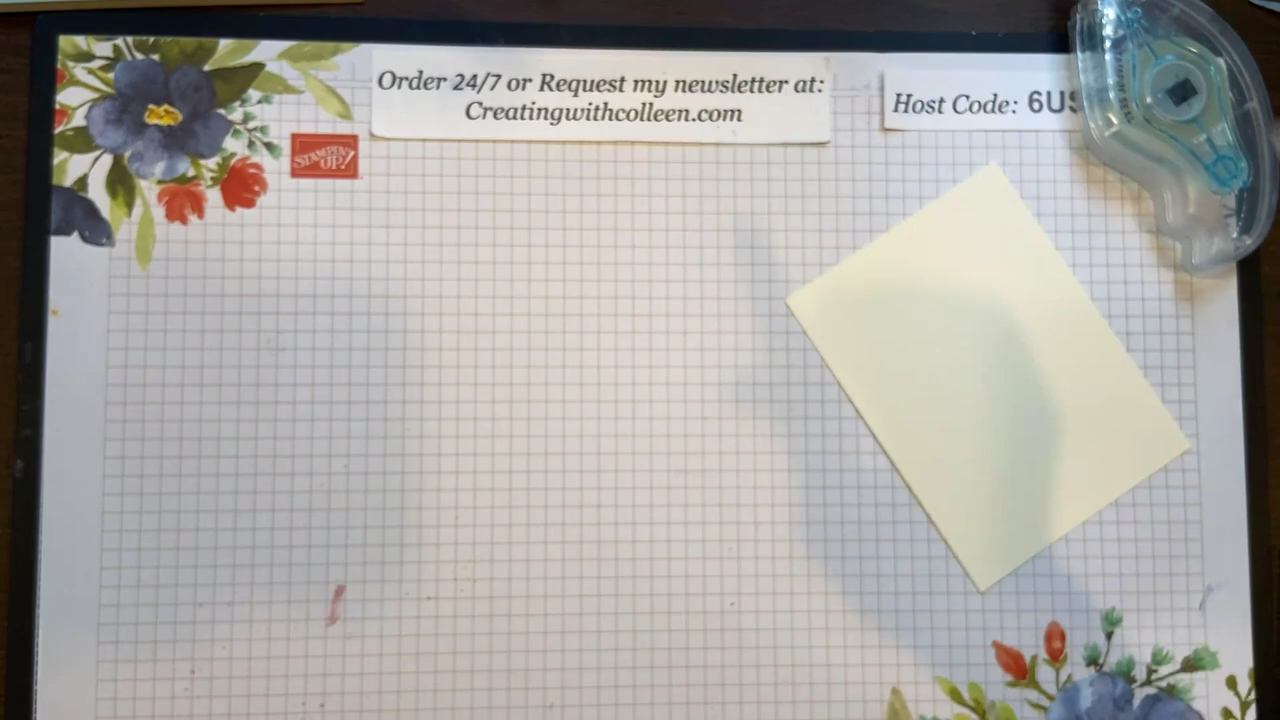 Order 24/7 or Request my newsletter at:
Creatingwithcolleen.com
Host Code:
STAMPIN'
UP!